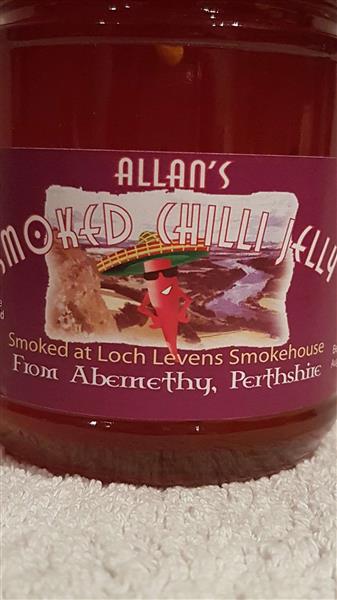 ALLAN'S
SMOKED CHILLI JELLY
Smoked at Loch Levens Smokehouse
From Abernethy, Perthshire